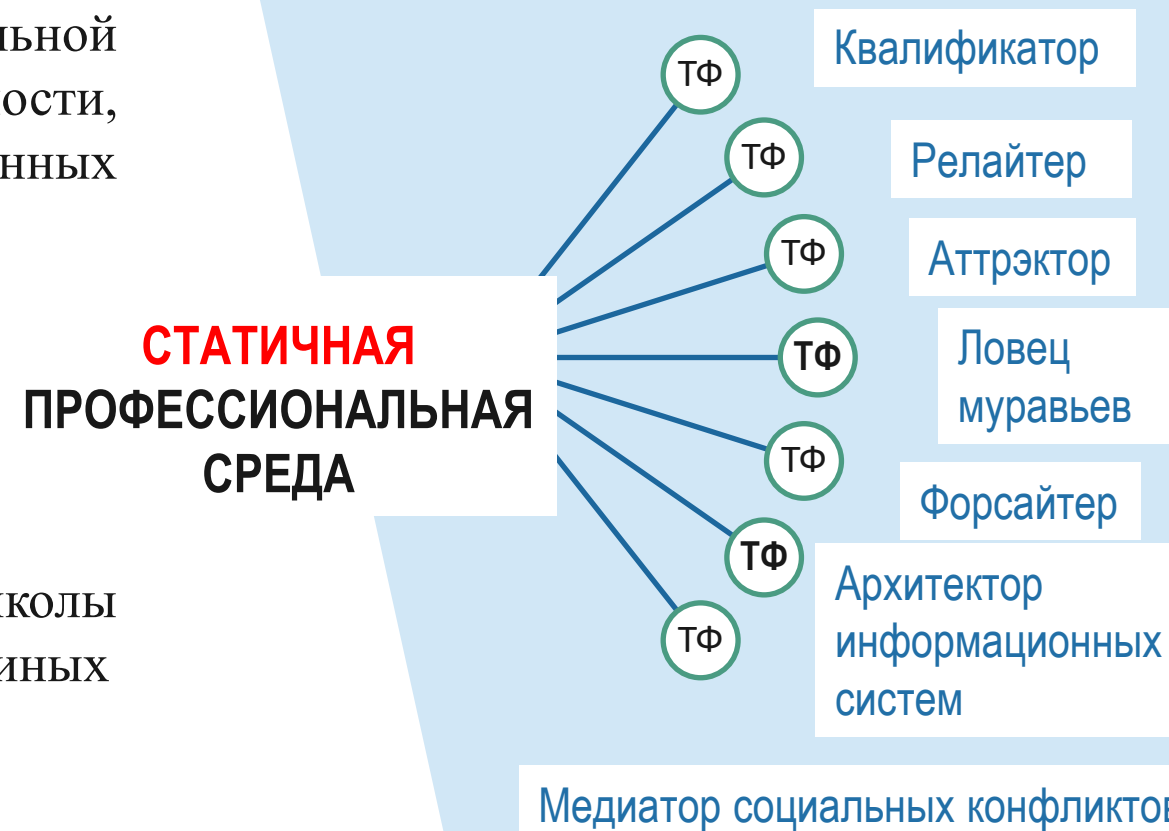 льной
ности,
нных
СТАТИЧНАЯ
ПРОФЕССИОНАЛЬНАЯ
СРЕДА
колы
иных
ТФ
Квалификатор
ТФ
Релайтер
ТФ
Аттрэктор
ТФ
Ловец
муравьев
ТФ
Форсайтер
ТФ
Архитектор
информационных
систем
ТФ
Медиатор социальных конфликтов